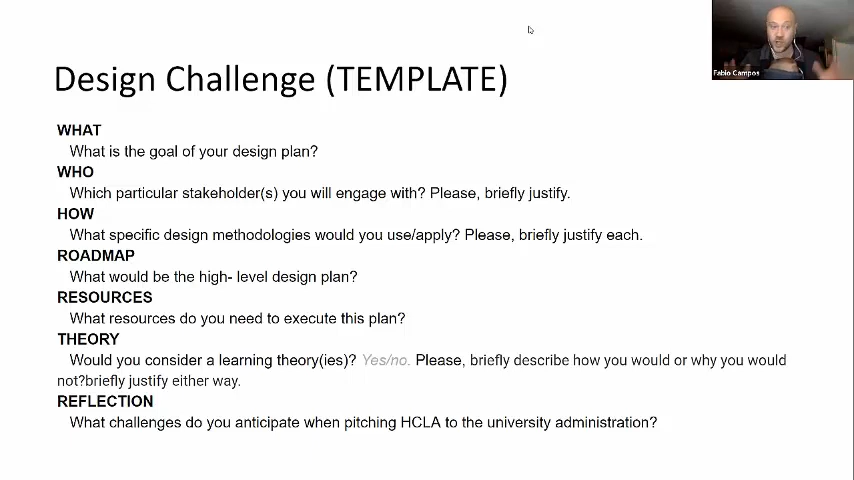 Design Challenge (TEMPLATE)
Fabio Campos
WHAT
What is the goal of your design plan?
WHO
Which particular stakeholder(s) you will engage with? Please, briefly justify.
HOW
What specific design methodologies would you use/apply? Please, briefly justify each.
ROADMAP
What would be the high- level design plan?
RESOURCES
What resources do you need to execute this plan?
THEORY
Would you consider a learning theory(ies)? Yes/no. Please, briefly describe how you would or why you would
not?briefly justify either way.
REFLECTION
What challenges do you anticipate when pitching HCLA to the university administration?